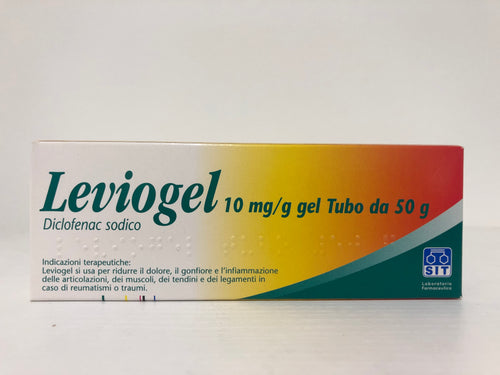 Leviogel 10 mg/g gel Tubo da 50 g
Diclofenac sodico
Indicazioni terapeutiche:
Leviogel si usa per ridurre il dolore, il gonfiore e l'infiammazione
delle articolazioni, dei muscoli, dei tendini e dei legamenti in
caso di reumatismi o traumi.
SIT
Laboratorio
Farmaceutico